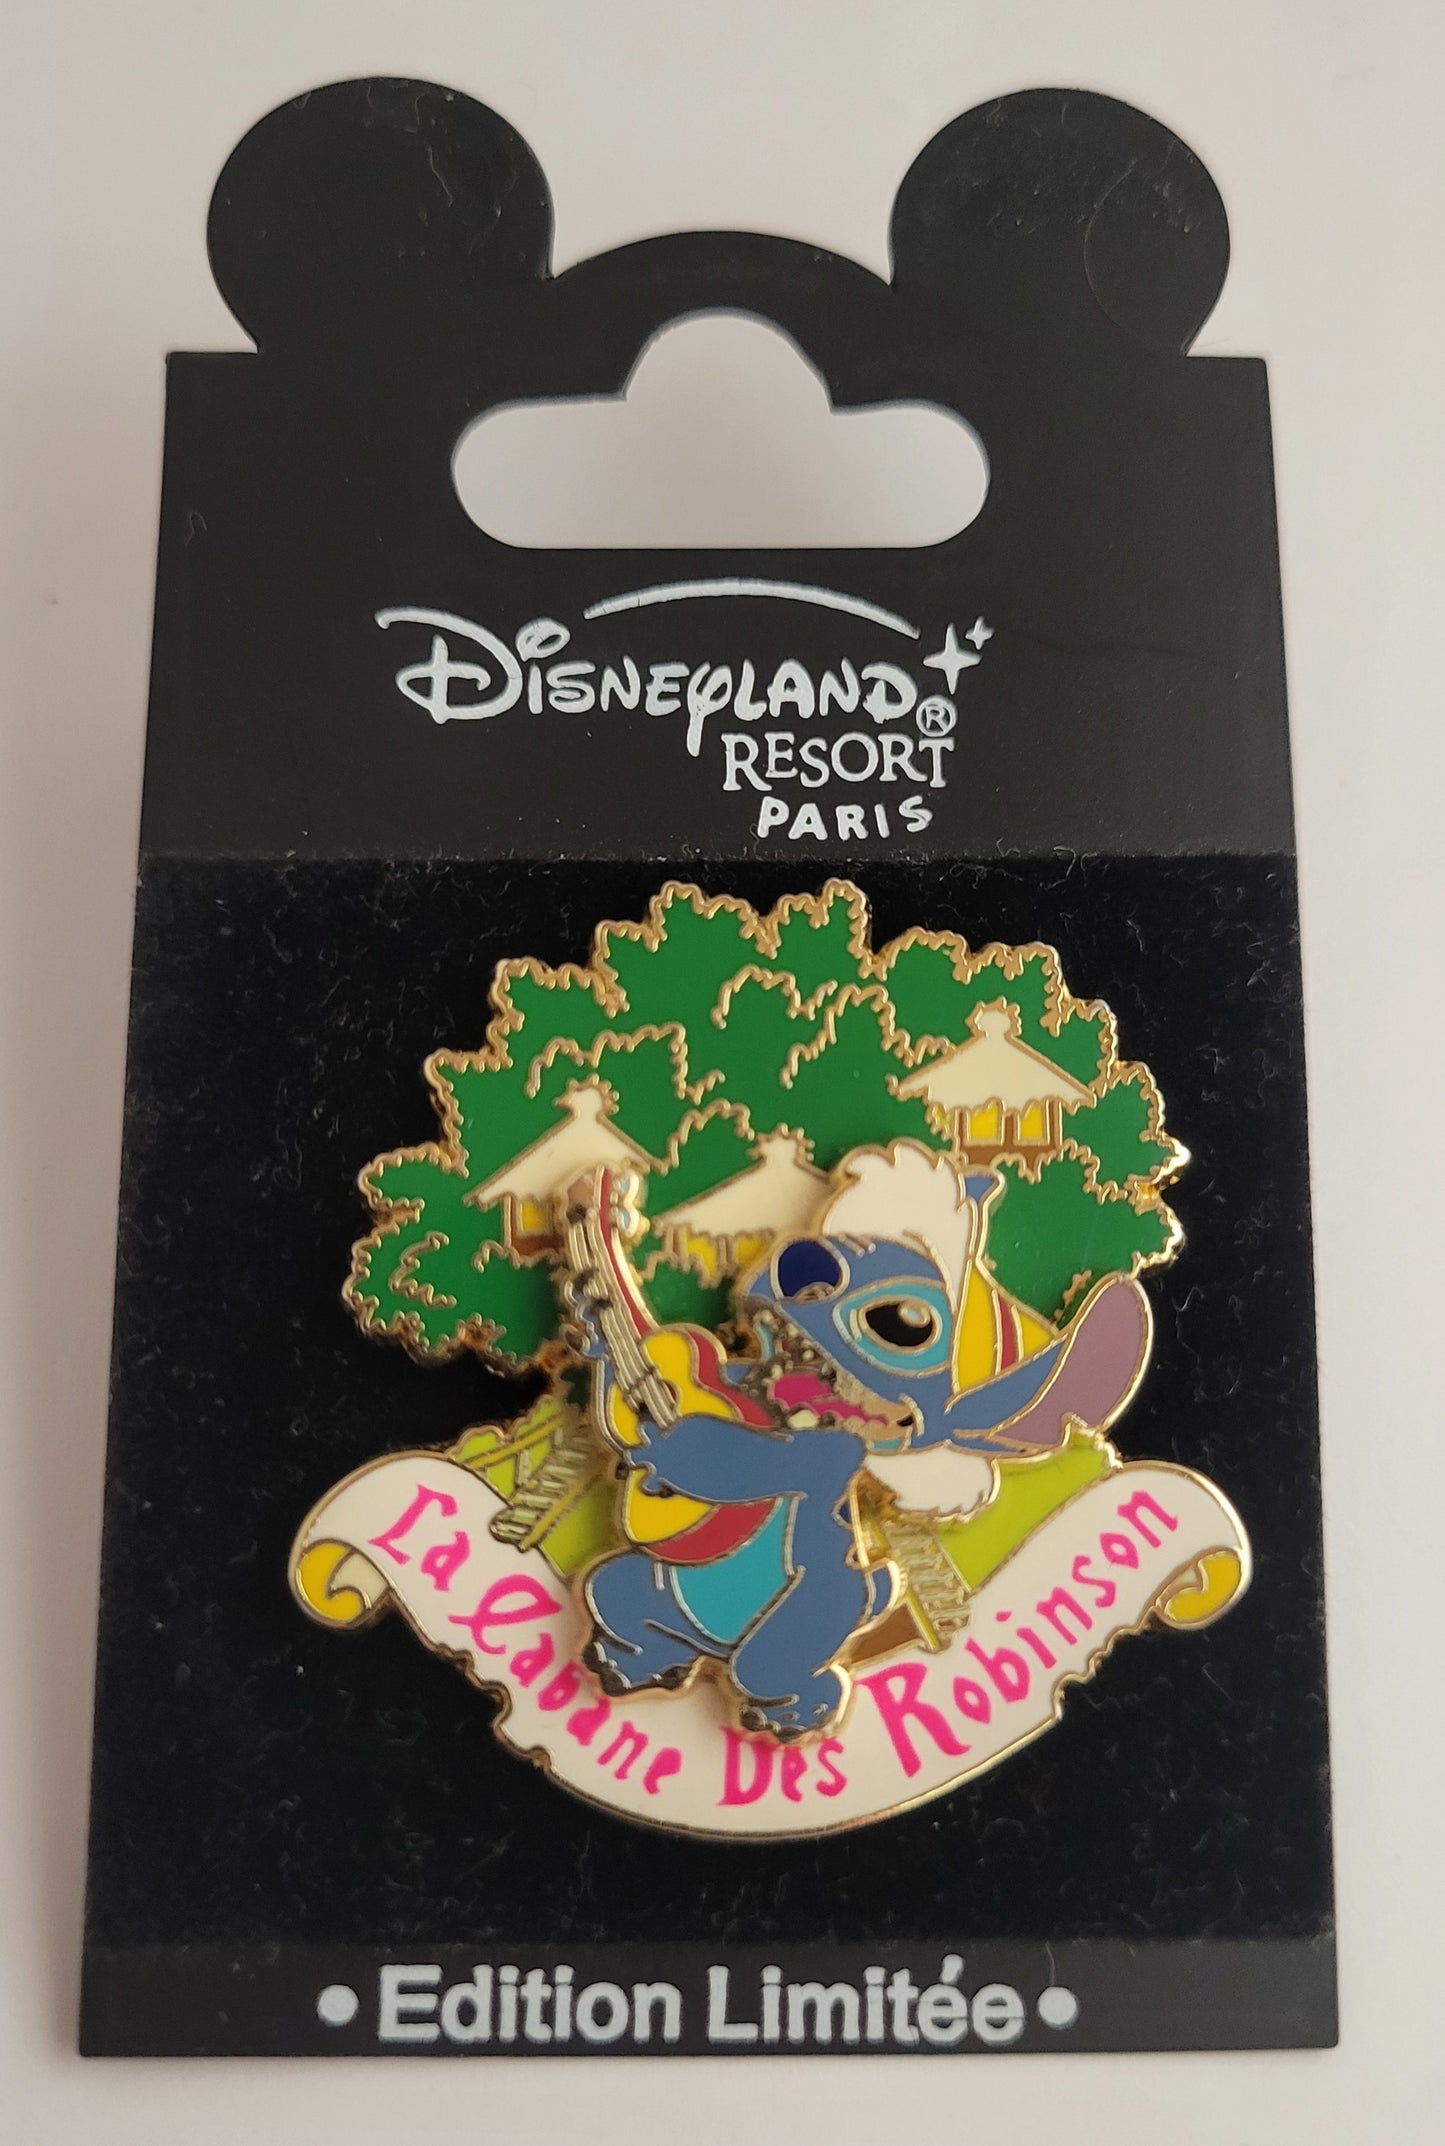 DISNEYLAND®
RESORT
PARIS
La Cabane Des Robinson
• Edition Limitée •